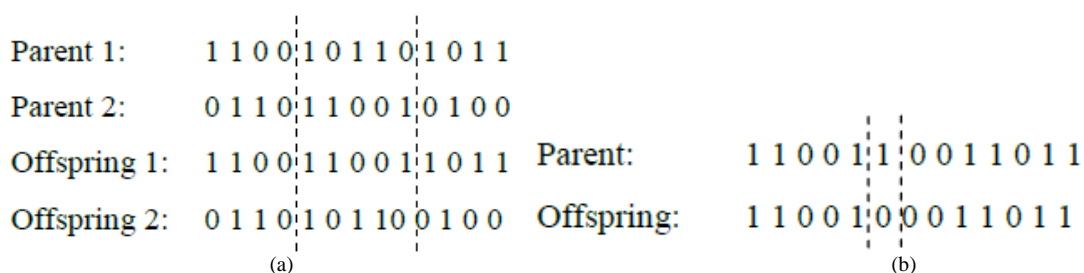 Parent 1: 1 1 0 0 1 0 1 1 0 1 0 1 1
Parent 2: 0 1 1 0 1 1 0 0 1 0 1 0 0
Offspring 1: 1 1 0 0 1 1 0 0 1 1 0 1 1
Offspring 2: 0 1 1 0 1 0 1 10 0 1 0 0
(a)
Parent: 1 1 0 0 1 1 0 0 1 1 0 1 1
Offspring: 1 1 0 0 1 0 0 0 1 1 0 1 1
(b)